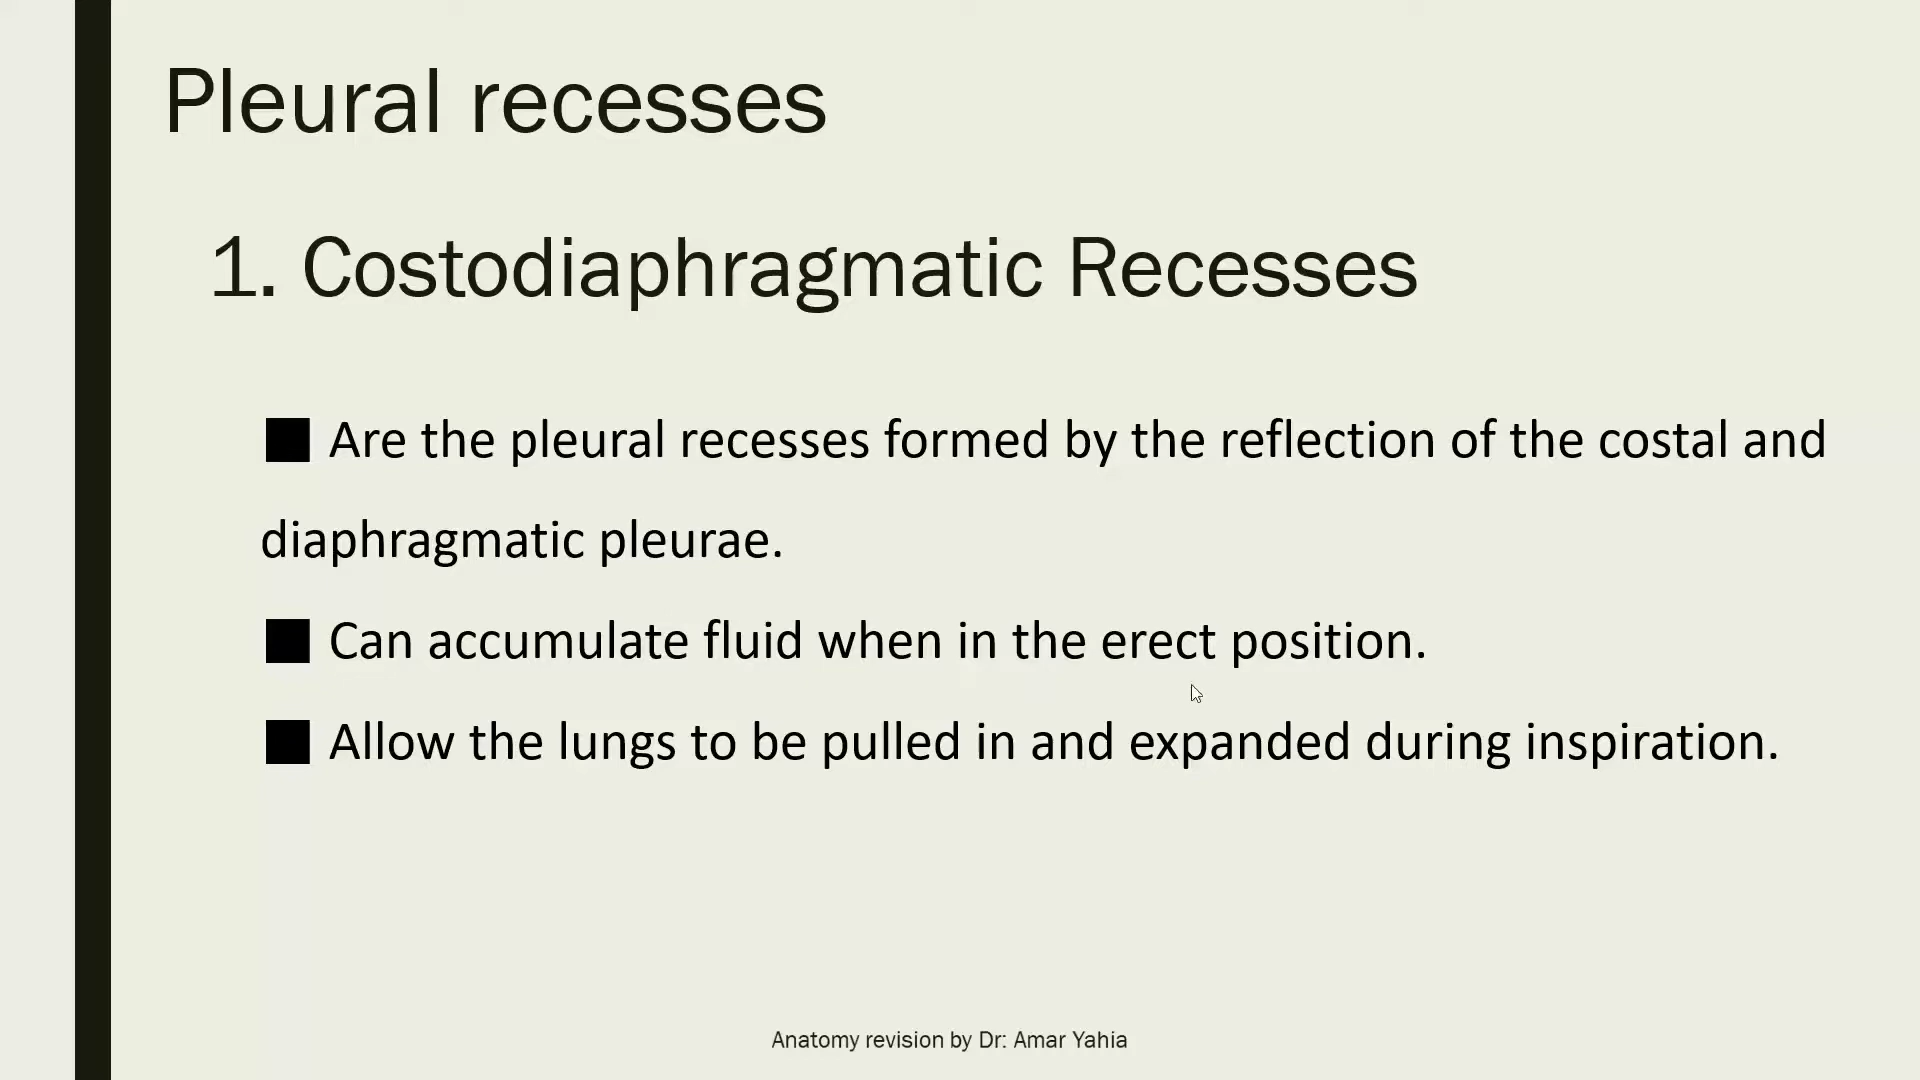 Pleural recesses
1. Costodiaphragmatic Recesses
■ Are the pleural recesses formed by the reflection of the costal and
diaphragmatic pleurae.
■ Can accumulate fluid when in the erect position.
■ Allow the lungs to be pulled in and expanded during inspiration.
Anatomy revision by Dr: Amar Yahia